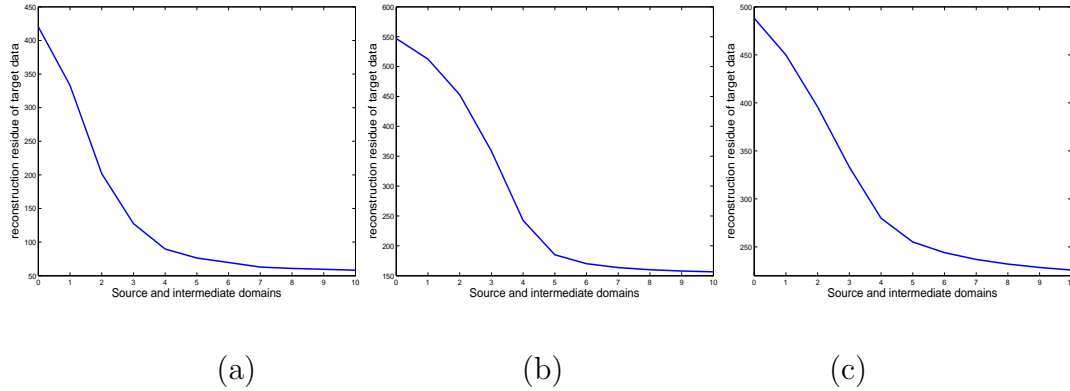 450
400
350
300
250
200
150
100
50
reconstruction residue of target data
0 1 2 3 4 5 6 7 8 9 10
Source and intermediate domains
(a)
600
550
500
450
400
350
300
250
200
150
reconstruction residue of target data
0 1 2 3 4 5 6 7 8 9 10
Source and intermediate domains
(b)
500
450
400
350
300
250
reconstruction residue of target data
0 1 2 3 4 5 6 7 8 9
Source and intermediate domains
(c)